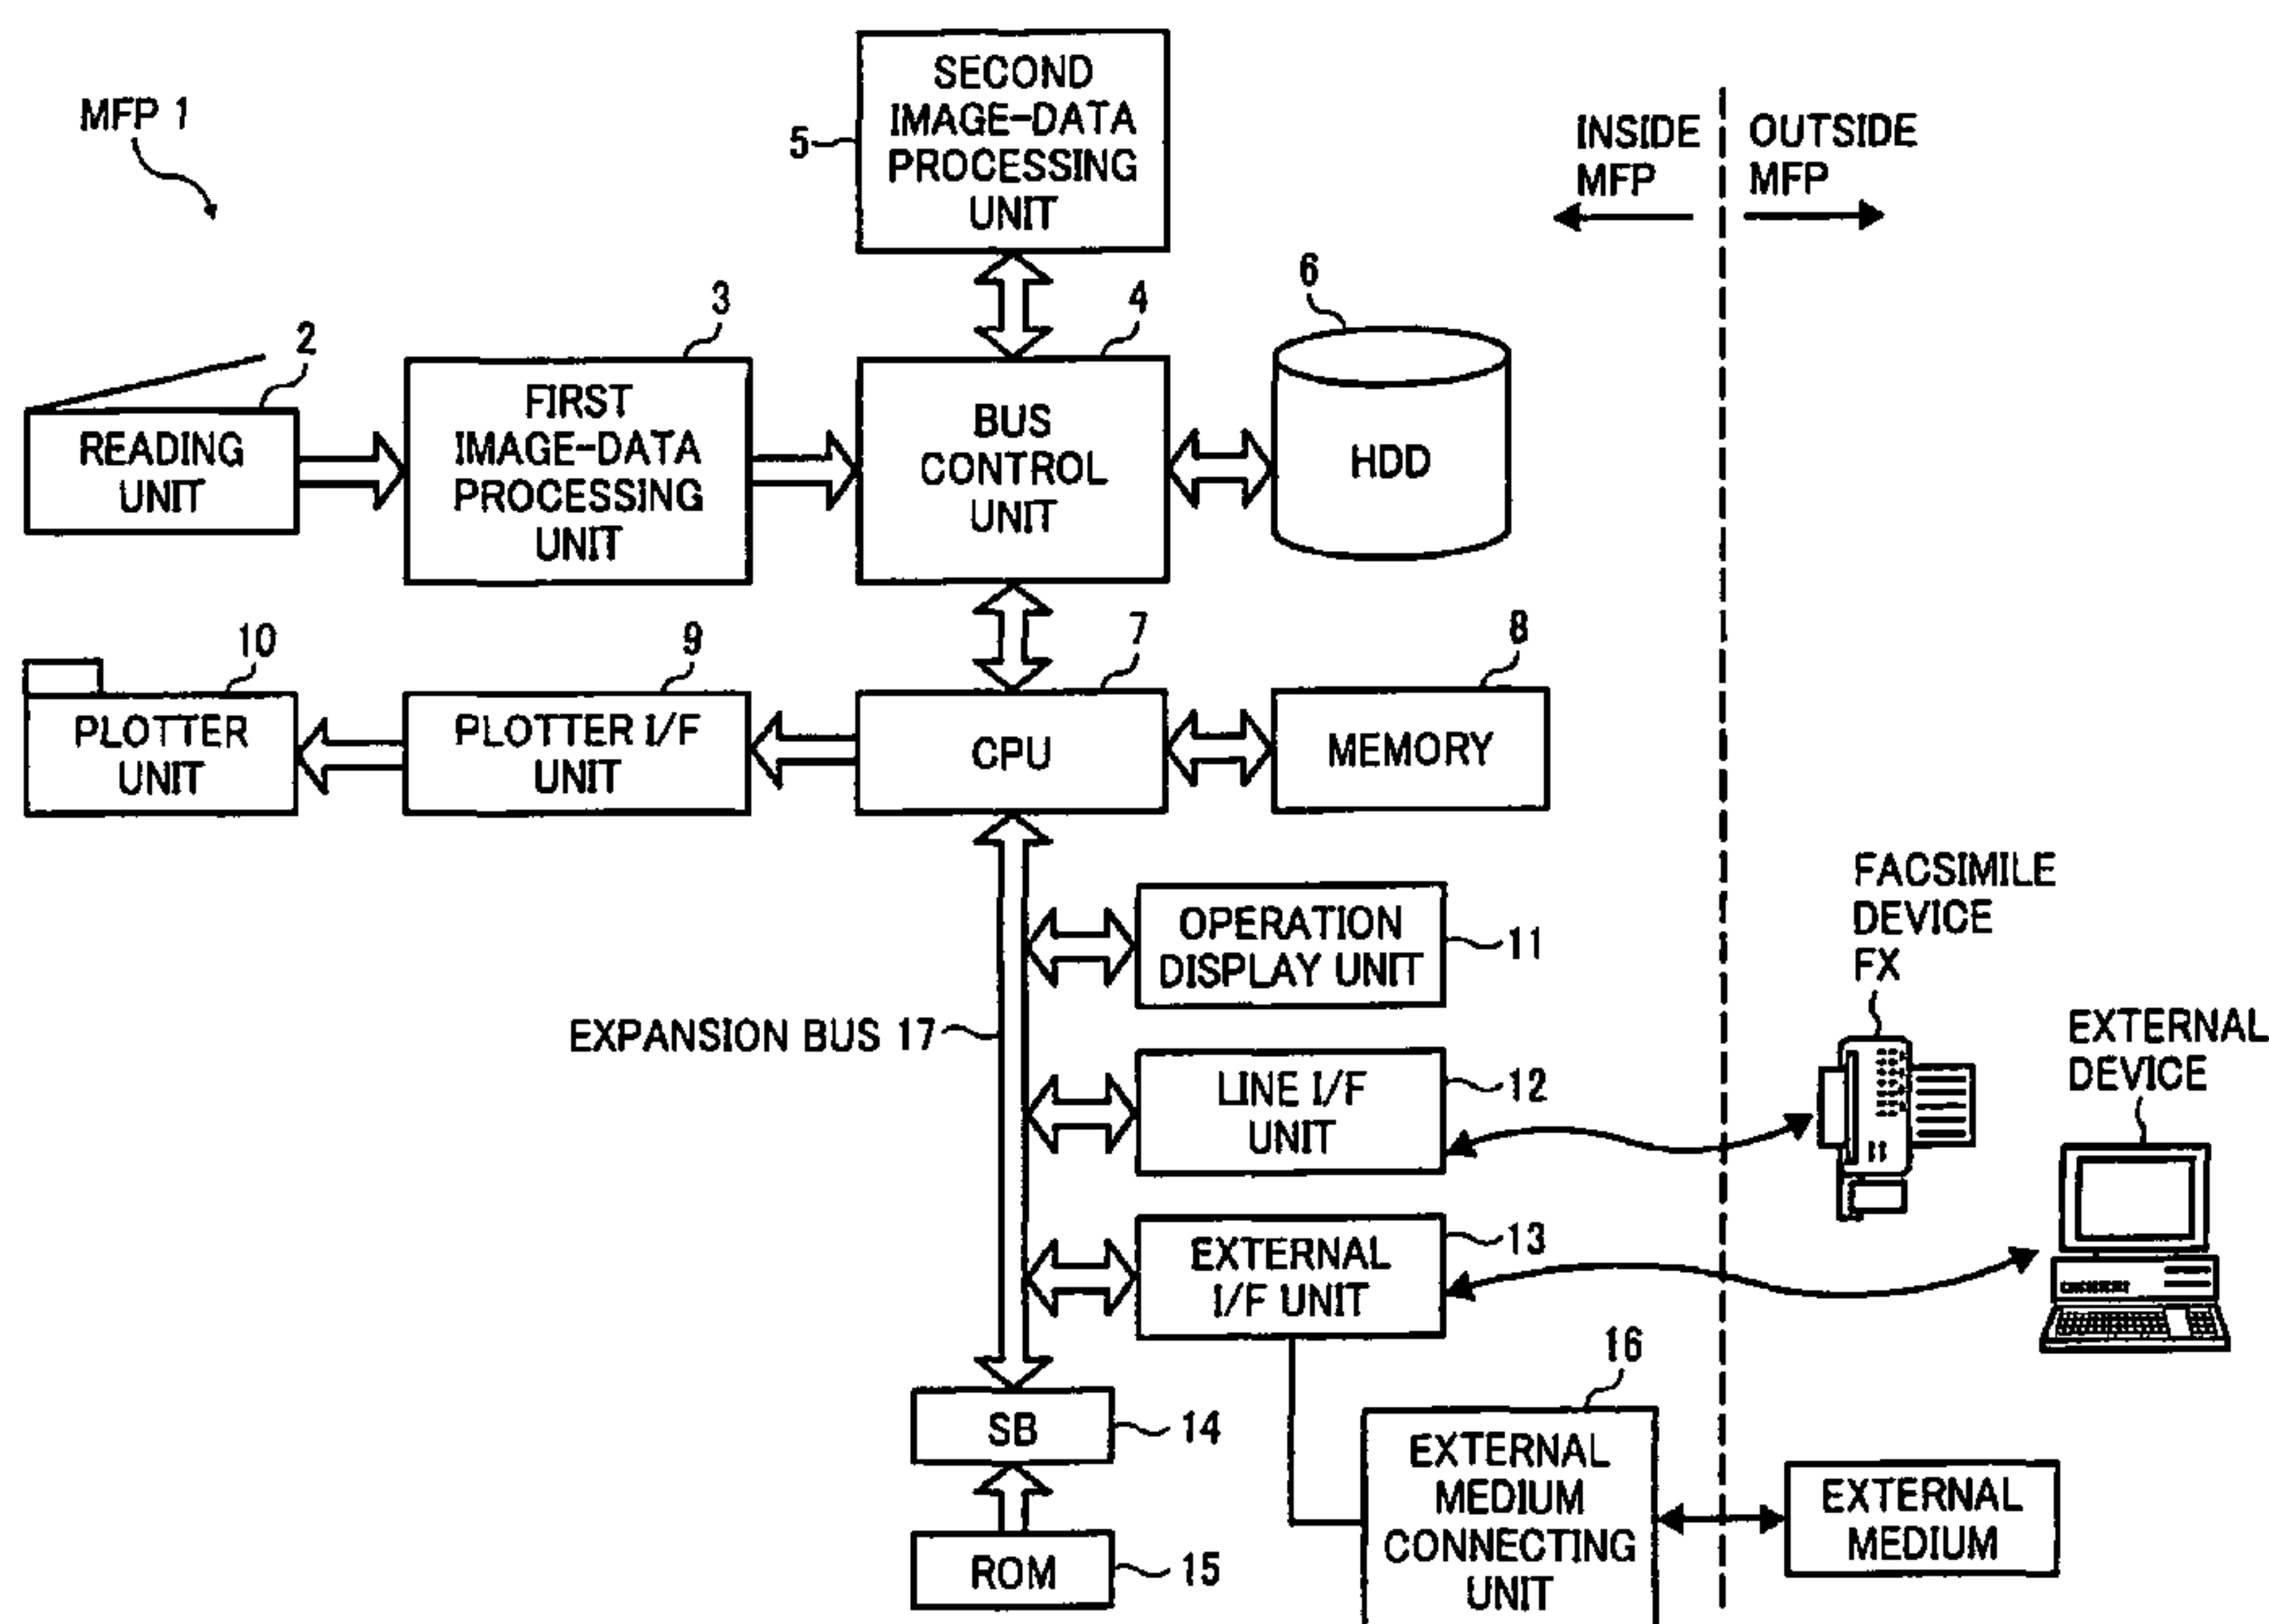 MFP 1
SECOND
IMAGE-DATA
PROCESSING
UNIT
5
INSIDE
MFP
OUTSIDE
MFP
2
READING
UNIT
3
FIRST
IMAGE-DATA
PROCESSING
UNIT
4
BUS
CONTROL
UNIT
6
HDD
10
PLOTTER
UNIT
9
PLOTTER I/F
UNIT
7
CPU
8
MEMORY
OPERATION
DISPLAY UNIT
11
EXPANSION BUS 17
LINE I/F
UNIT
12
FACSIMILE
DEVICE
FX
EXTERNAL
DEVICE
EXTERNAL
I/F UNIT
13
SB
14
ROM
15
16
EXTERNAL
MEDIUM
CONNECTING
UNIT
EXTERNAL
MEDIUM